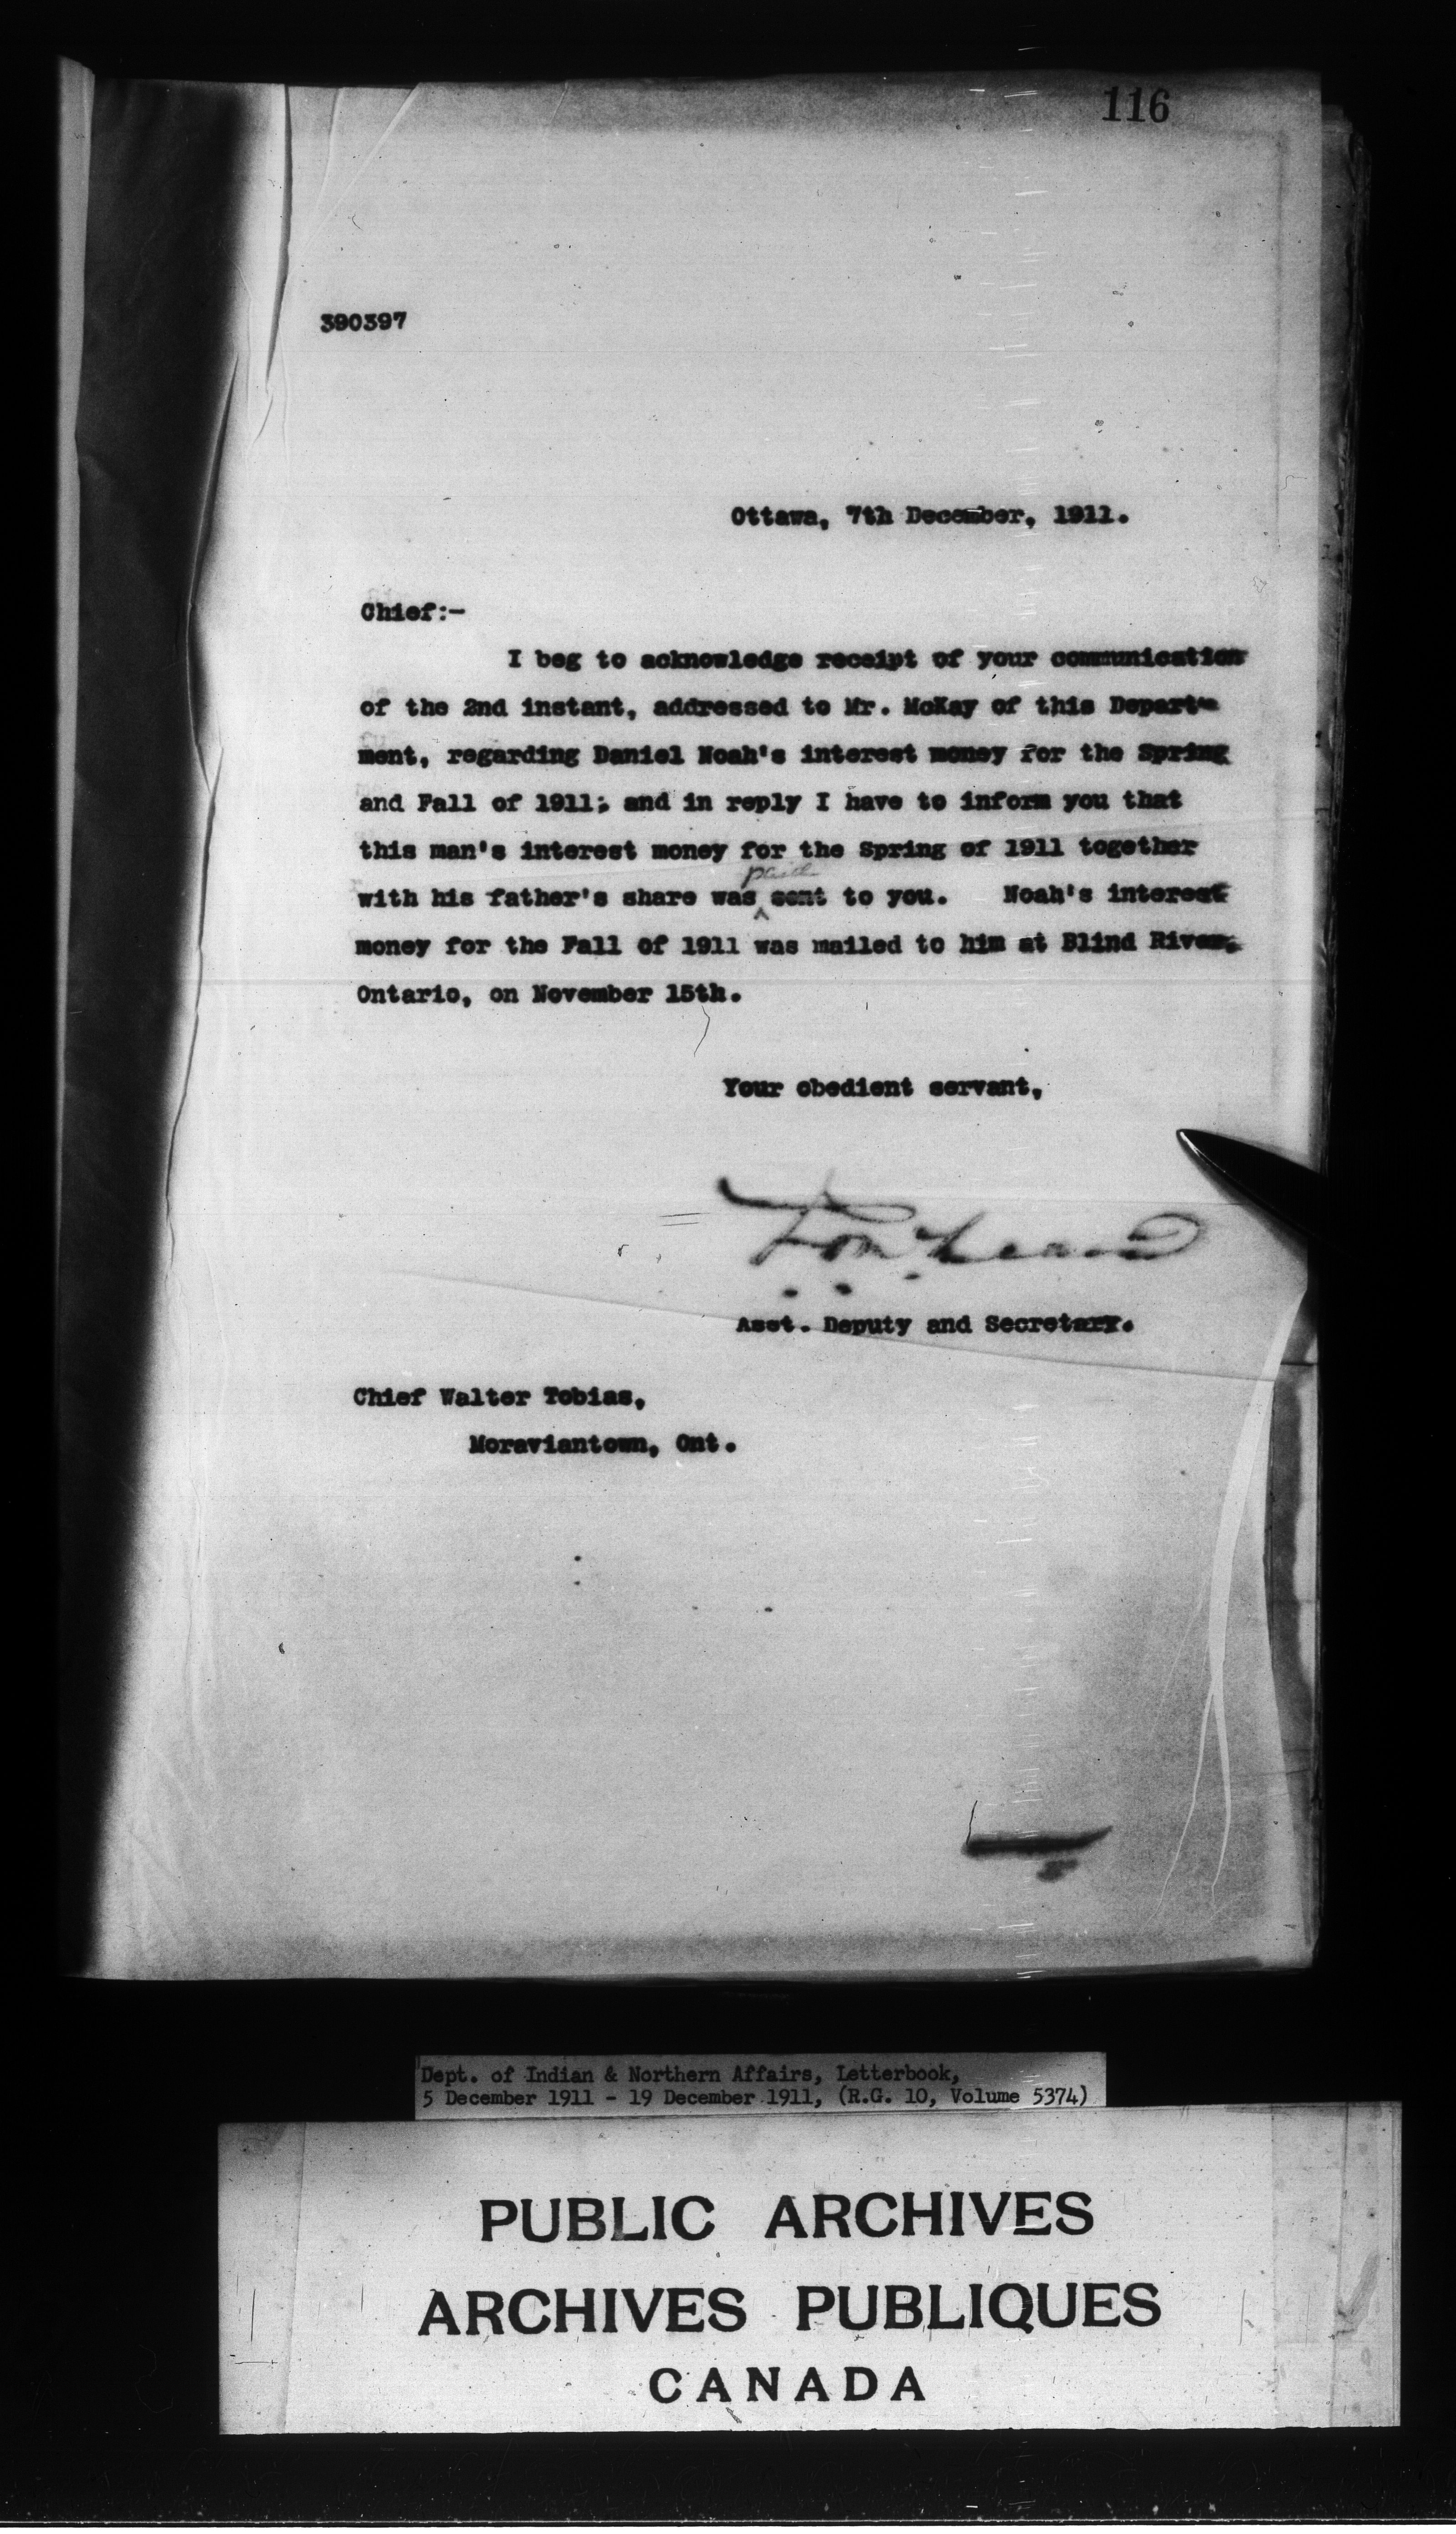 116
390397
Ottawa, 7th December, 1911.
Chief:-
I beg to acknowledge receipt of your communication
of the 2nd instant, addressed to Mr. McKay of this Depart-
ment, regarding Daniel Noah's interest money for the Spring
and Fall of 1911; and in reply I have to inform you that
this man's interest money for the Spring of 1911 together
with his father's share was sent to you. Noah's interest
money for the Fall of 1911 was mailed to him at Blind River,
Ontario, on November 15th.
Your obedient servant,
Asst. Deputy and Secretary.
Chief Walter Tobias,
Moraviantown, Ont.
Dept. of Indian & Northern Affairs, Letterbook,
5 December 1911 - 19 December 1911, (R.G. 10, Volume 5374)
PUBLIC ARCHIVES
ARCHIVES PUBLIQUES
CANADA